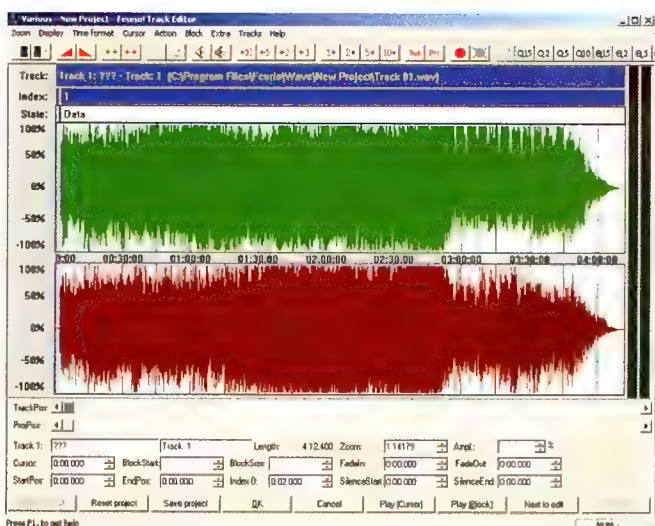 Various - New Project - Feurio! Track Editor
Zoom Display Time format Cursor Action Block Extra Tracks Help
Track: Track 1: ??? - Track: 1 [C:\Program Files\Feurio\Wave\New Project\Track 01.wav]
Index: 1
State: Data
100%
50%
0%
-50%
-100%
0:00 00:30:00 01:00:00 01:30:00 02:00:00 02:30:00 03:00:00 03:30:00 04:00:00
100%
50%
0%
-50%
-100%
TrackPos:
ProjPos:
Track 1: ??? Track 1 Length: 4:12.400 Zoom: 1:14179 Ampl.: %
Cursor: 0:00.000 BlockStart: BlockSize: FadeIn: 0:00.000 FadeOut 0:00.000
StartPos: 0:00.000 EndPos: 0:00.000 Index 0: 0:02.000 SilenceStart 0:00.000 SilenceEnd 0:00.000
Reset project Save project OK Cancel Play [Cursor] Play [Block] Next to edit
Press F1, to get help